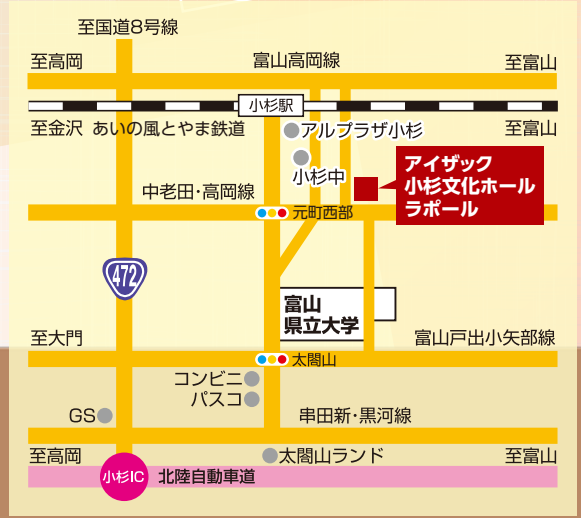 至国道8号線
至高岡
富山高岡線
至富山
小杉駅
至金沢 あいの風とやま鉄道
アルプラザ小杉
至富山
小杉中
アイザック
小杉文化ホール
ラポール
中老田・高岡線
元町西部
472
富山
県立大学
至大門
富山戸出小矢部線
太閤山
コンビニ
パスコ
GS
串田新・黒河線
至高岡
太閤山ランド
至富山
小杉IC
北陸自動車道